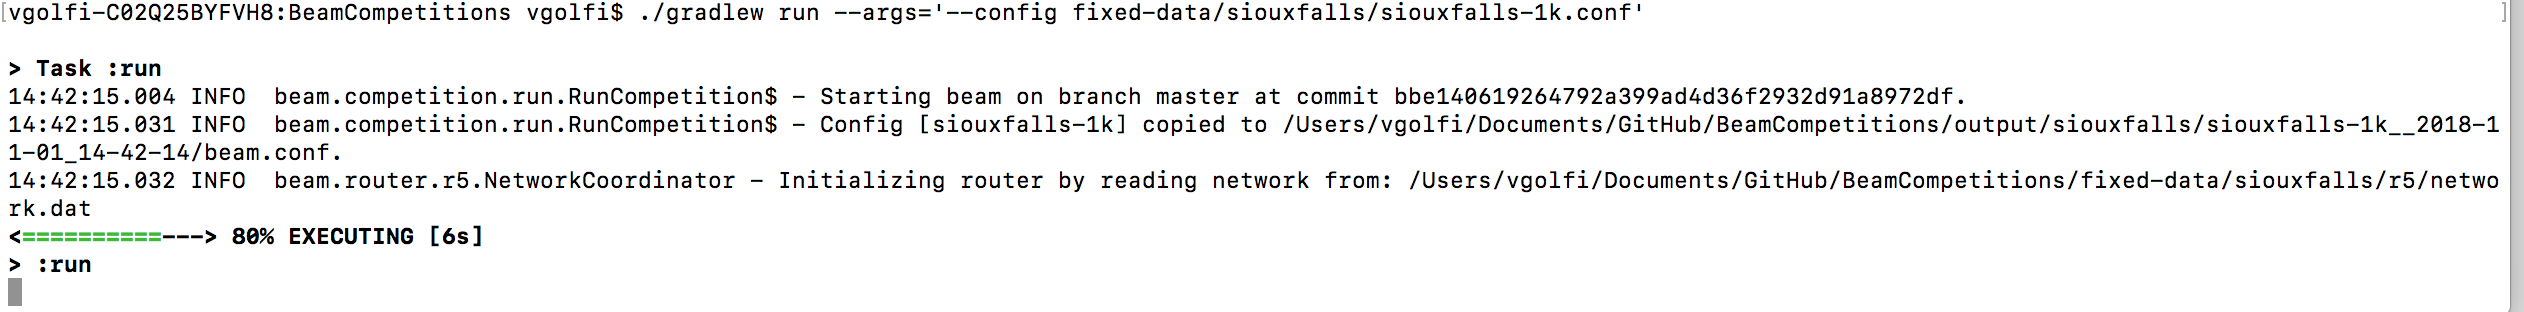 [vgolfi-C02Q25BYFVH8:BeamCompetitions vgolfi$ ./gradlew run --args='--config fixed-data/siouxfalls/siouxfalls-1k.conf' ]
> Task :run
14:42:15.004 INFO  beam.competition.run.RunCompetition$ - Starting beam on branch master at commit bbe140619264792a399ad4d36f2932d91a8972df.
14:42:15.031 INFO  beam.competition.run.RunCompetition$ - Config [siouxfalls-1k] copied to /Users/vgolfi/Documents/GitHub/BeamCompetitions/output/siouxfalls/siouxfalls-1k__2018-1
1-01_14-42-14/beam.conf.
14:42:15.032 INFO  beam.router.r5.NetworkCoordinator - Initializing router by reading network from: /Users/vgolfi/Documents/GitHub/BeamCompetitions/fixed-data/siouxfalls/r5/netwo
rk.dat
<==========---> 80% EXECUTING [6s]
> :run